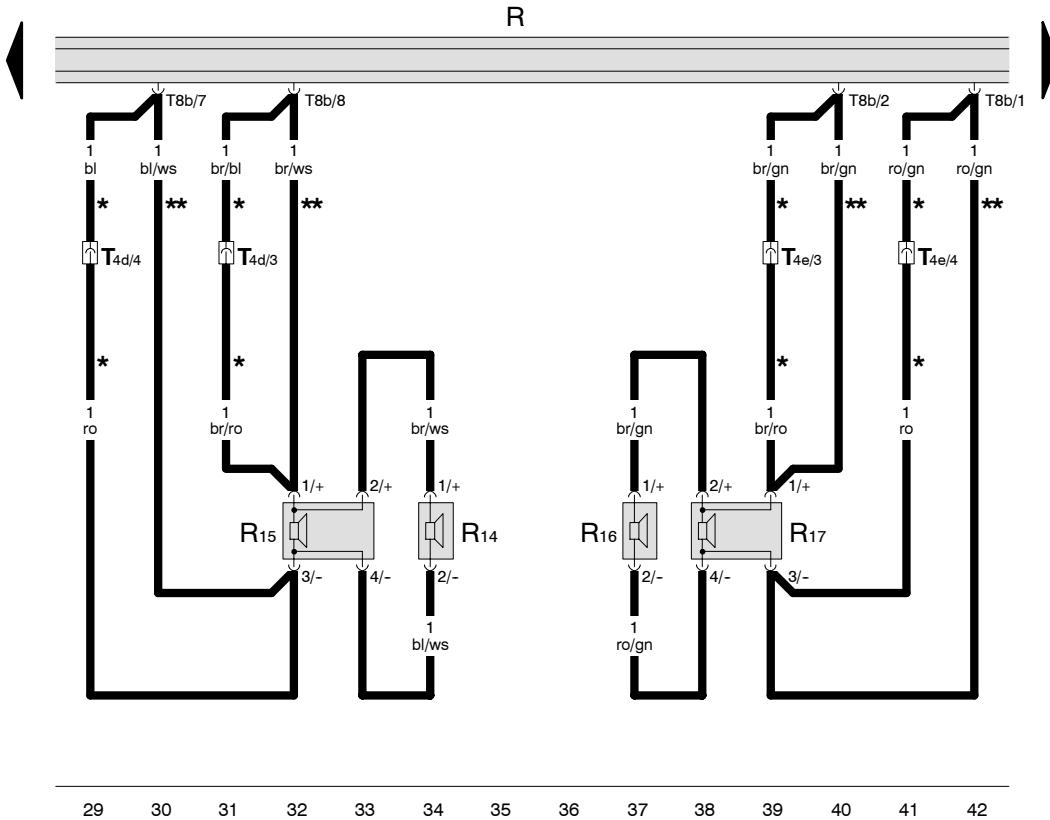 R
T8b/7 T8b/8 T8b/2 T8b/1
1 1 1 1 1 1 1 1
bl bl/ws br/bl br/ws br/gn br/gn ro/gn ro/gn
* ** * ** * ** * **
T4d/4 T4d/3 T4e/3 T4e/4
* * * *
1 1 1 1 1 1
ro br/ro br/ws br/gn br/ro ro
1/+ 2/+ 1/+ 1/+ 2/+ 1/+
R15 R14 R16 R17
3/- 4/- 2/- 2/- 4/- 3/-
1 1
bl/ws ro/gn
29 30 31 32 33 34 35 36 37 38 39 40 41 42